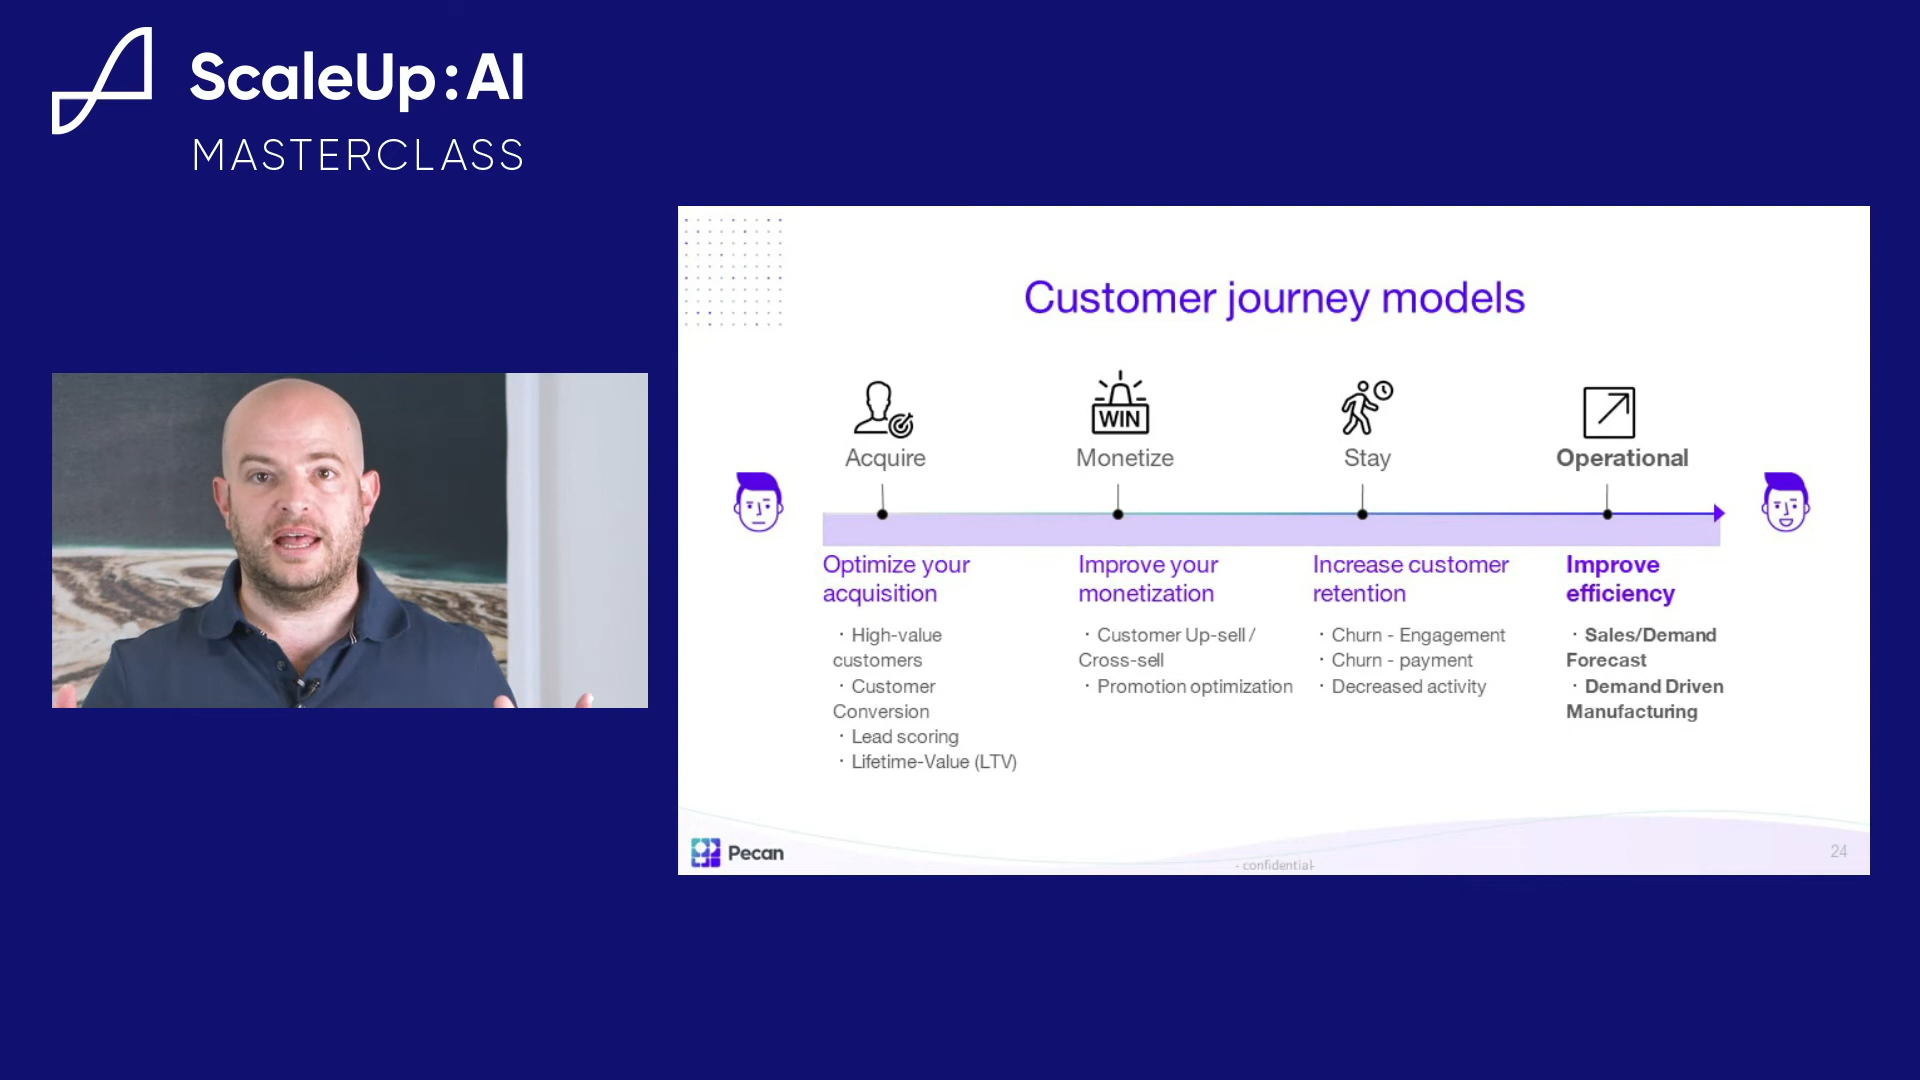 ScaleUp:AI
MASTERCLASS
Customer journey models
WIN
Acquire
Monetize
Stay
Operational
Optimize your
acquisition
· High-value
customers
· Customer
Conversion
· Lead scoring
· Lifetime-Value (LTV)
Improve your
monetization
· Customer Up-sell /
Cross-sell
· Promotion optimization
Increase customer
retention
· Churn - Engagement
· Churn - payment
· Decreased activity
Improve
efficiency
· Sales/Demand
Forecast
· Demand Driven
Manufacturing
Pecan
- confidential-
24